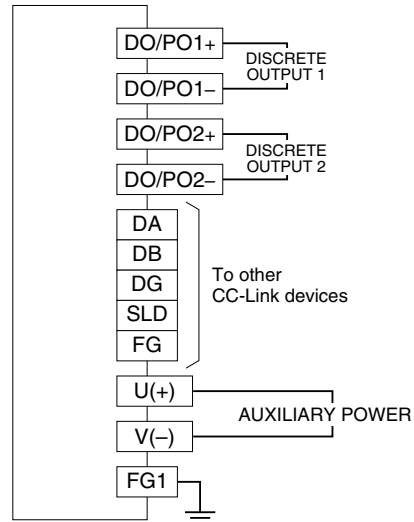 DO/PO1+
DISCRETE
OUTPUT 1
DO/PO1–
DO/PO2+
DISCRETE
OUTPUT 2
DO/PO2–
DA
DB
DG
SLD
FG
To other
CC-Link devices
U(+)
AUXILIARY POWER
V(–)
FG1